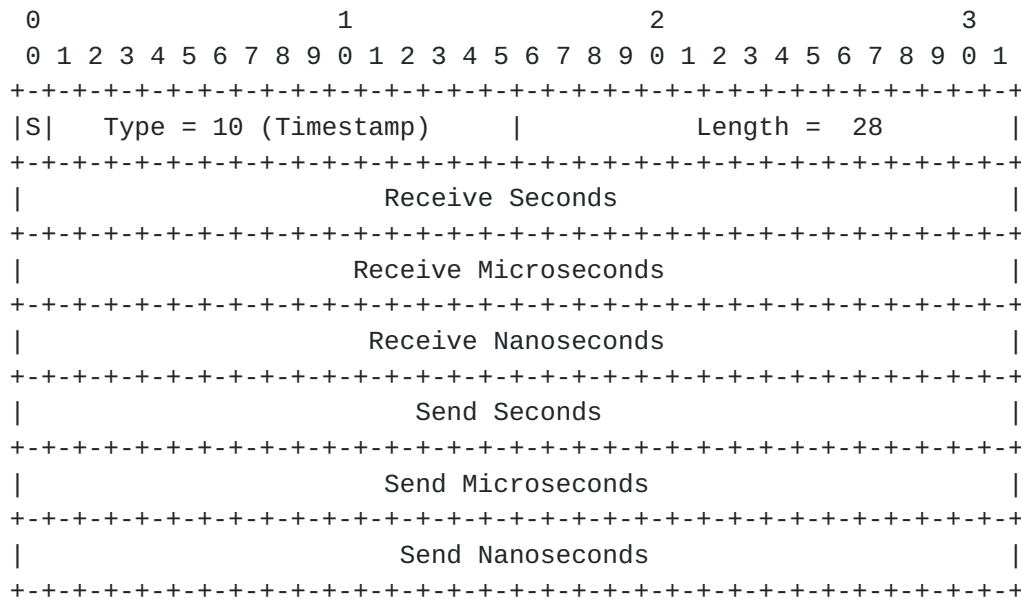 0                   1                   2                   3
 0 1 2 3 4 5 6 7 8 9 0 1 2 3 4 5 6 7 8 9 0 1 2 3 4 5 6 7 8 9 0 1
+-+-+-+-+-+-+-+-+-+-+-+-+-+-+-+-+-+-+-+-+-+-+-+-+-+-+-+-+-+-+-+-+
|S|   Type = 10 (Timestamp)     |           Length =  28        |
+-+-+-+-+-+-+-+-+-+-+-+-+-+-+-+-+-+-+-+-+-+-+-+-+-+-+-+-+-+-+-+-+
|                       Receive Seconds                         |
+-+-+-+-+-+-+-+-+-+-+-+-+-+-+-+-+-+-+-+-+-+-+-+-+-+-+-+-+-+-+-+-+
|                     Receive Microseconds                      |
+-+-+-+-+-+-+-+-+-+-+-+-+-+-+-+-+-+-+-+-+-+-+-+-+-+-+-+-+-+-+-+-+
|                      Receive Nanoseconds                      |
+-+-+-+-+-+-+-+-+-+-+-+-+-+-+-+-+-+-+-+-+-+-+-+-+-+-+-+-+-+-+-+-+
|                         Send Seconds                          |
+-+-+-+-+-+-+-+-+-+-+-+-+-+-+-+-+-+-+-+-+-+-+-+-+-+-+-+-+-+-+-+-+
|                       Send Microseconds                       |
+-+-+-+-+-+-+-+-+-+-+-+-+-+-+-+-+-+-+-+-+-+-+-+-+-+-+-+-+-+-+-+-+
|                        Send Nanoseconds                       |
+-+-+-+-+-+-+-+-+-+-+-+-+-+-+-+-+-+-+-+-+-+-+-+-+-+-+-+-+-+-+-+-+